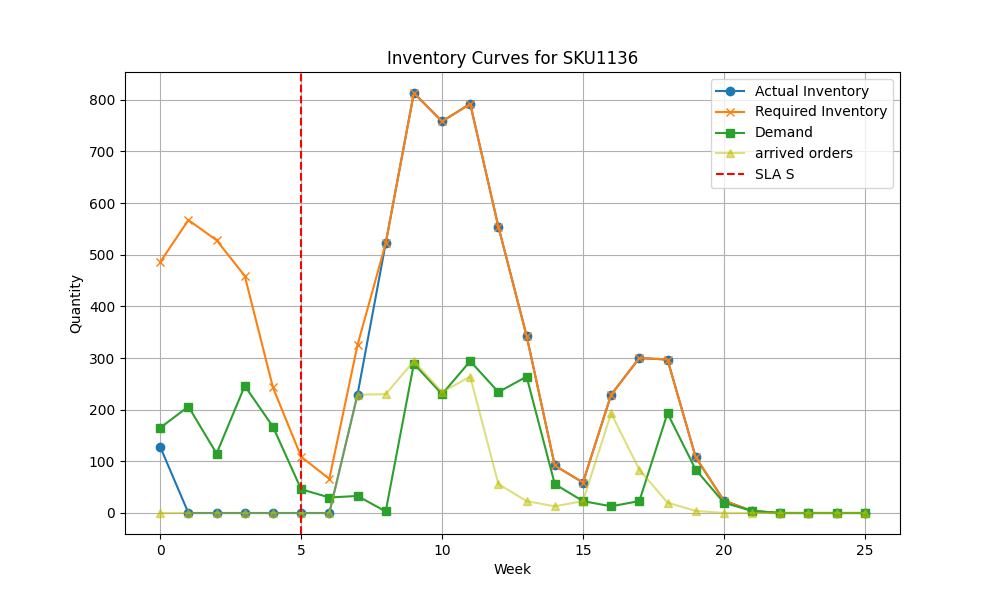 Inventory Curves for SKU1136
Actual Inventory
Required Inventory
Demand
arrived orders
SLA S
Quantity
800
700
600
500
400
300
200
100
0
0 5 10 15 20 25
Week